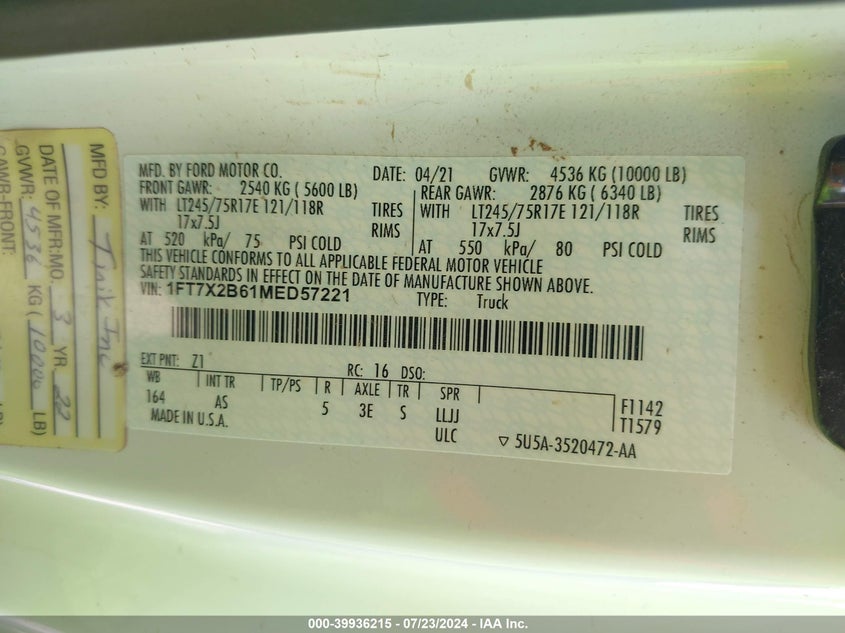 MFD. BY FORD MOTOR CO.
DATE: 04/21
GVWR: 4536 KG (10000 LB)
FRONT GAWR: 2540 KG ( 5600 LB)
WITH LT245/75R17E 121/118R TIRES
17x7.5J RIMS
AT 520 kPa/ 75 PSI COLD
REAR GAWR: 2876 KG ( 6340 LB)
WITH LT245/75R17E 121/118R TIRES
17x7.5J RIMS
AT 550 kPa/ 80 PSI COLD
THIS VEHICLE CONFORMS TO ALL APPLICABLE FEDERAL MOTOR VEHICLE
SAFETY STANDARDS IN EFFECT ON THE DATE OF MANUFACTURE SHOWN ABOVE.
VIN: 1FT7X2B61MED57221
TYPE: Truck
EXT PNT: Z1 RC: 16 DSO:
WB INT TR TP/PS R AXLE TR SPR
164 AS 5 3E S LLJJ
ULC
F1142
T1579
MADE IN U.S.A.
▽ 5U5A-3520472-AA
MFD BY: Inc
DATE OF MFR:MO. 3 YR 22
GVWR: 4536 KG ( 10000 LB)
GAWR-FRONT:
000-39936215 - 07/23/2024 - IAA Inc.